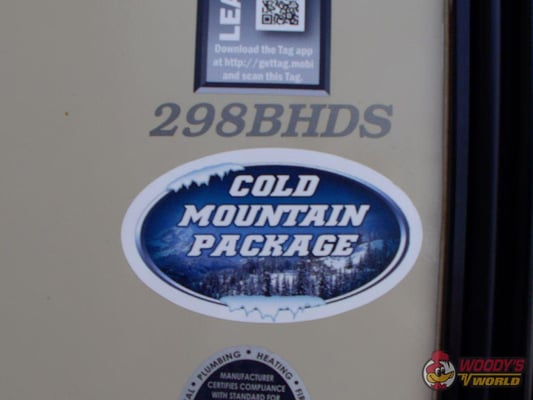 LEA
Download the Tag app
at http://gettag.mobi
and scan this Tag.
298BHDS
COLD
MOUNTAIN
PACKAGE
PLUMBING • HEATING •
MANUFACTURER
CERTIFIES COMPLIANCE
WITH STANDARD FOR
WOODY'S
RV WORLD